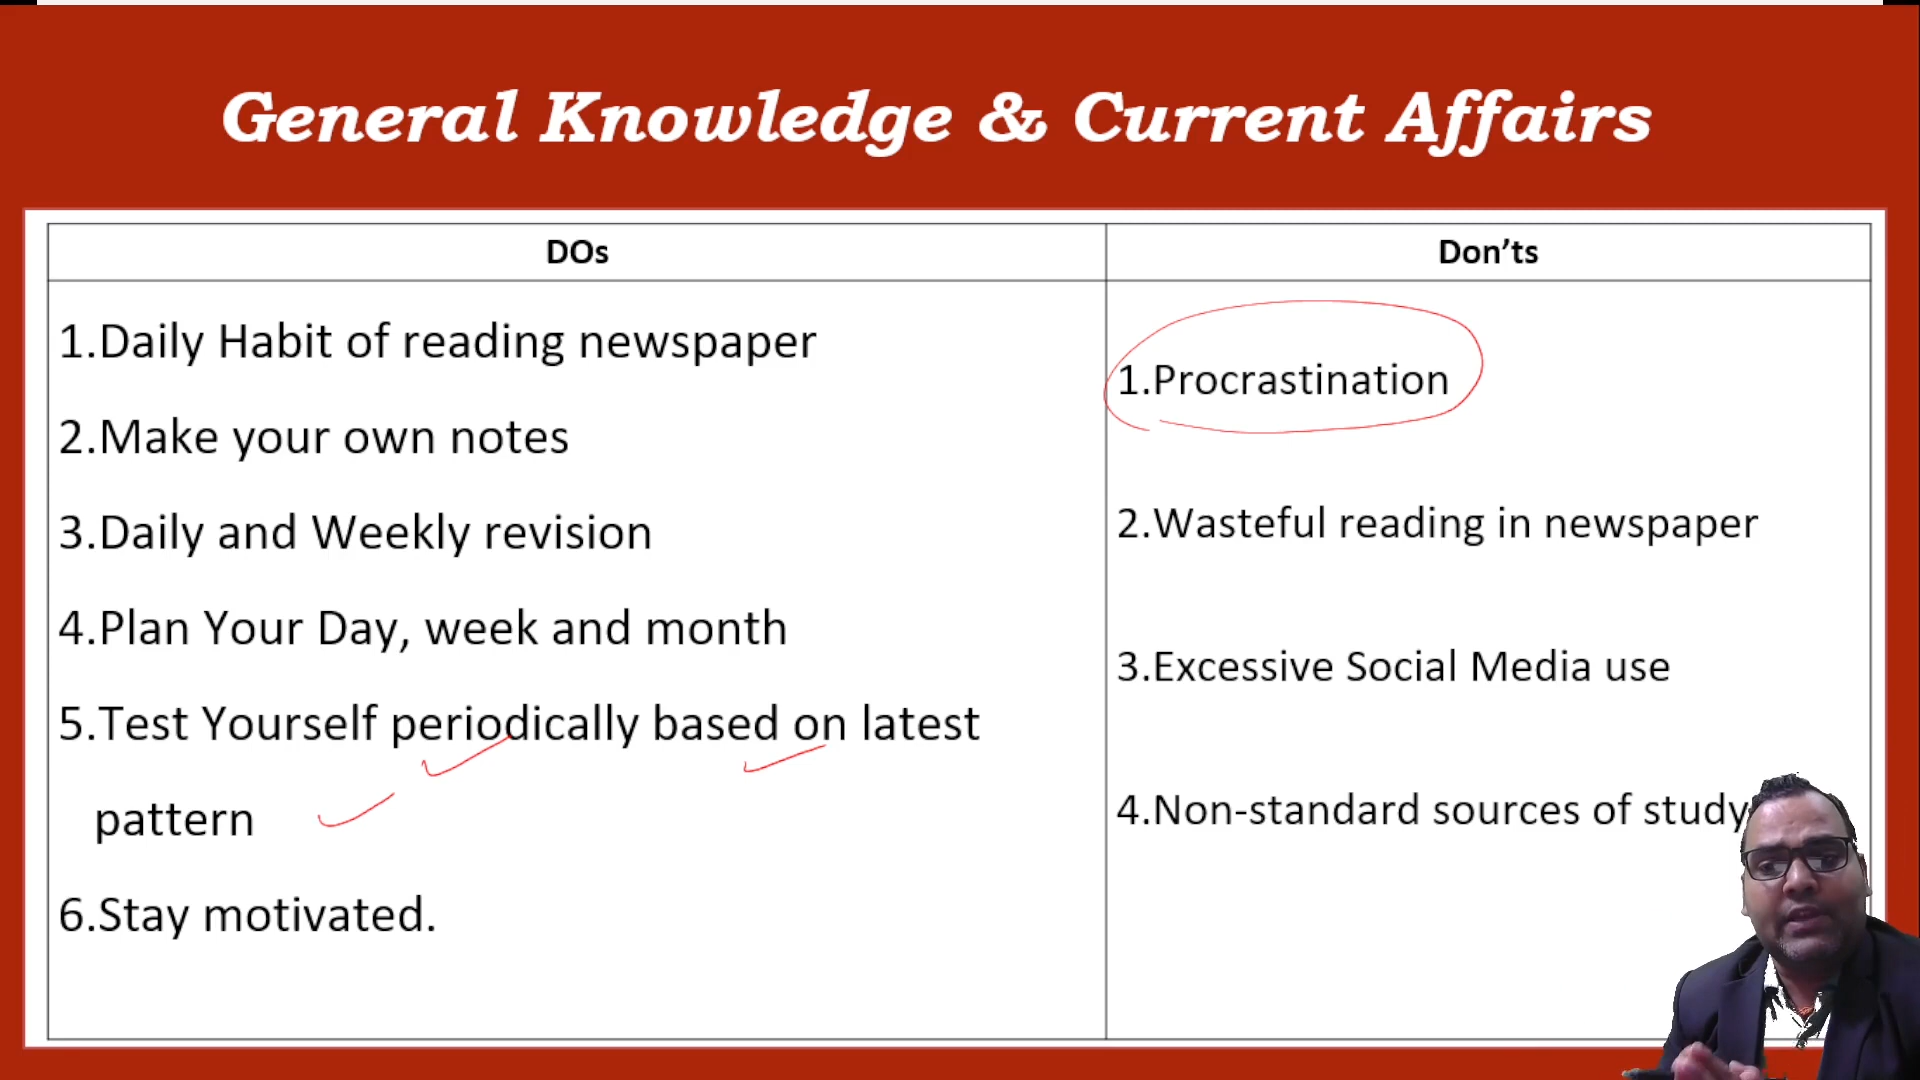 General Knowledge & Current Affairs
DOs
Don’ts
1.Daily Habit of reading newspaper
2.Make your own notes
3.Daily and Weekly revision
4.Plan Your Day, week and month
5.Test Yourself periodically based on latest
pattern
6.Stay motivated.
1.Procrastination
2.Wasteful reading in newspaper
3.Excessive Social Media use
4.Non-standard sources of study